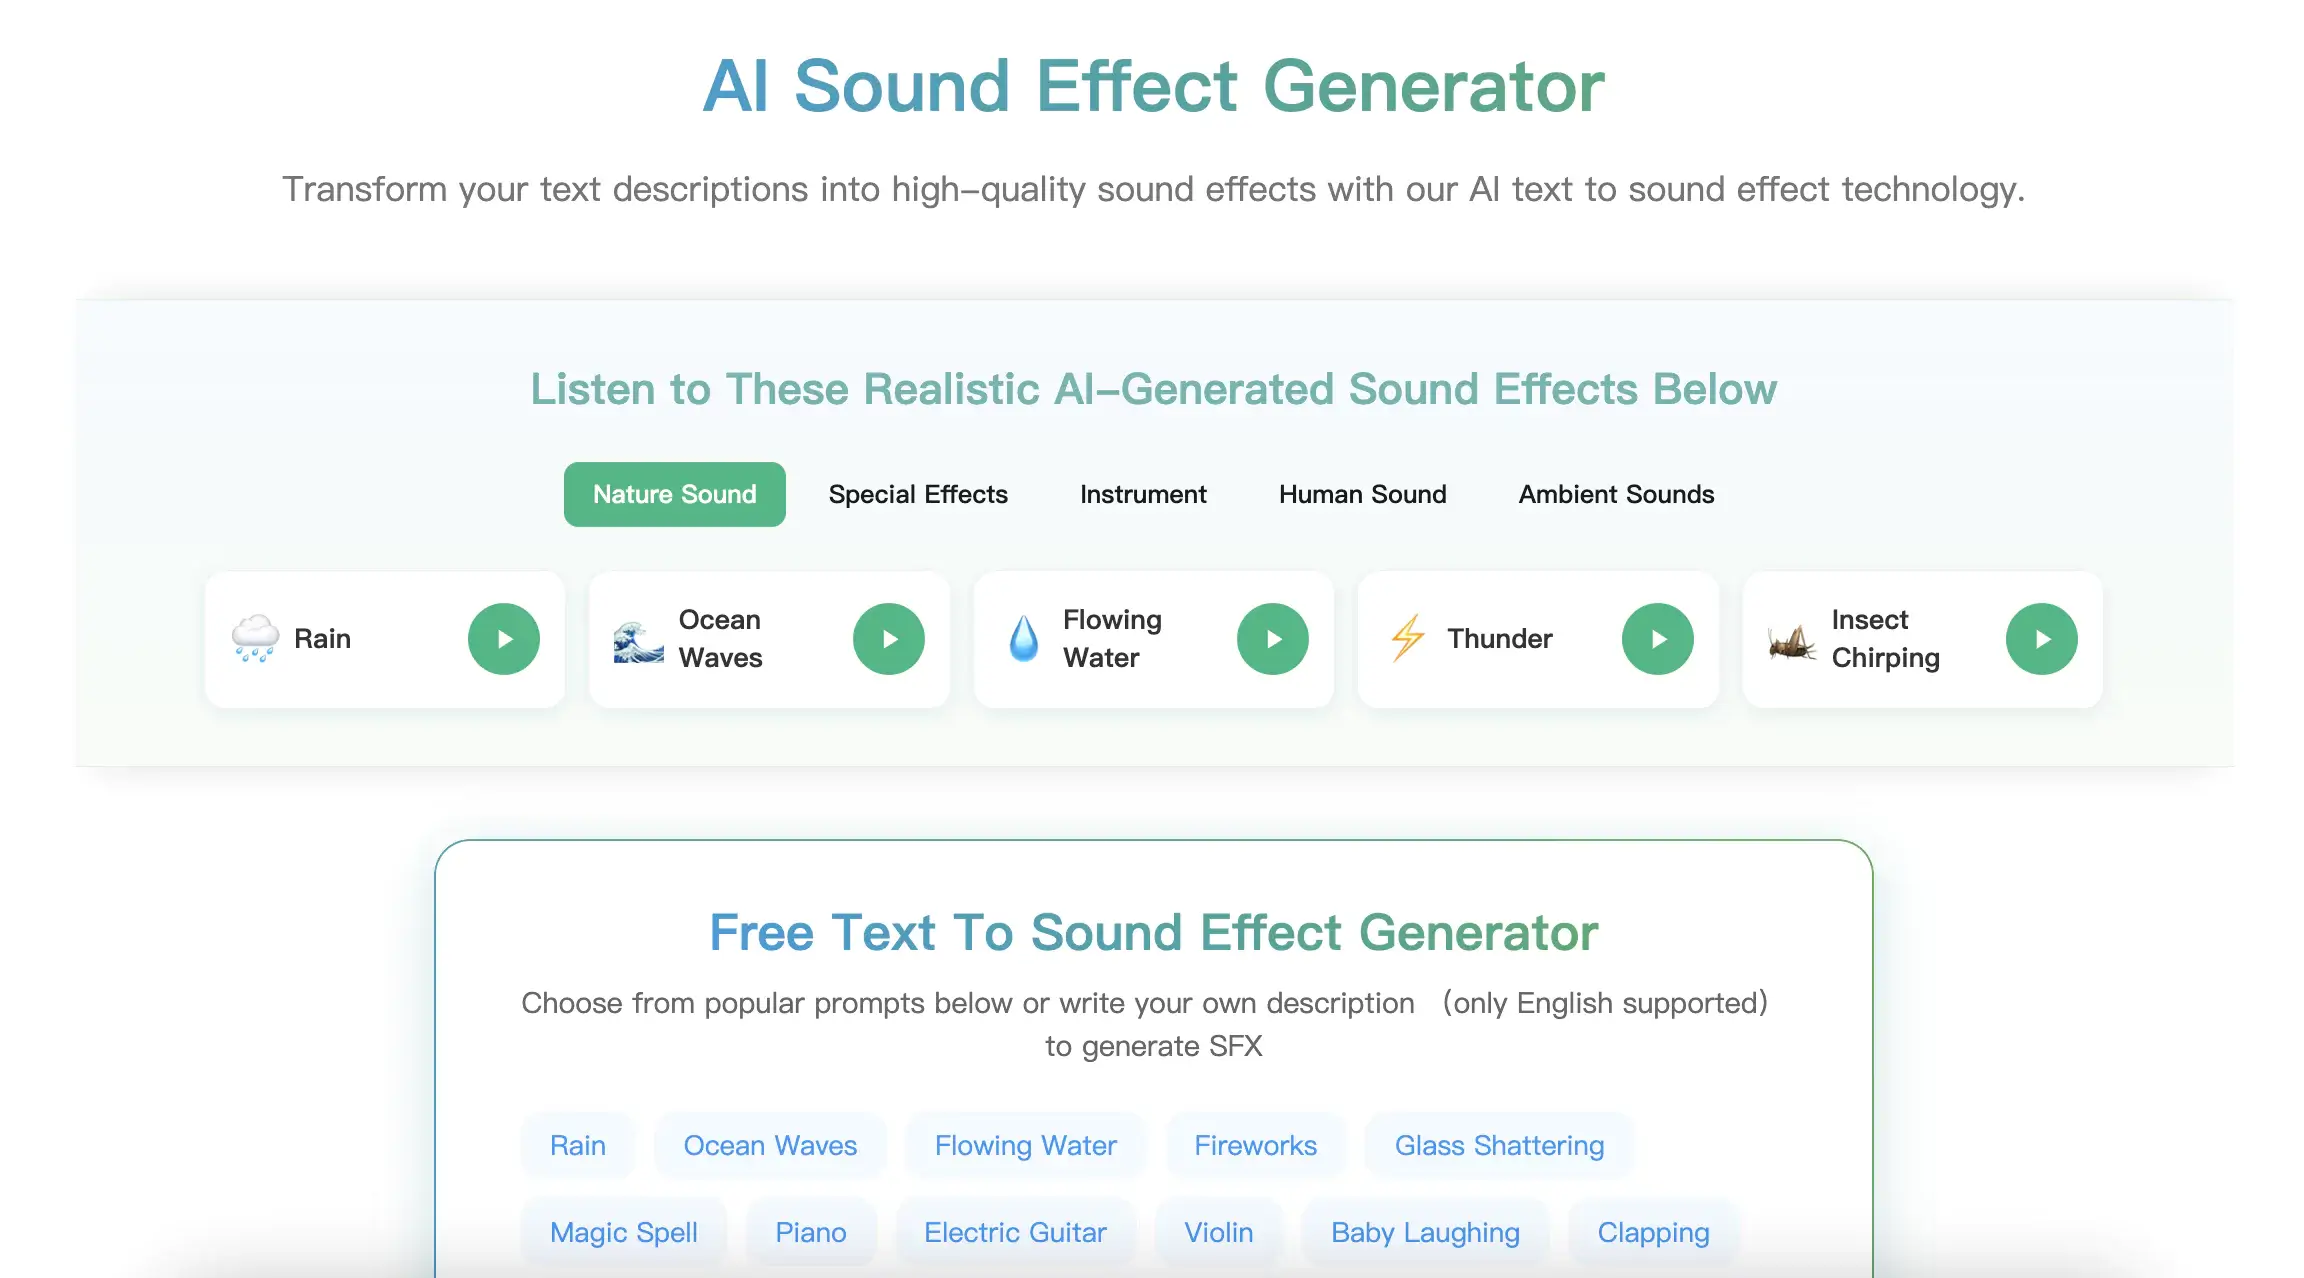 AI Sound Effect Generator
Transform your text descriptions into high-quality sound effects with our AI text to sound effect technology.
Listen to These Realistic AI-Generated Sound Effects Below
Nature Sound
Special Effects
Instrument
Human Sound
Ambient Sounds
Rain
Ocean
Waves
Flowing
Water
Thunder
Insect
Chirping
Free Text To Sound Effect Generator
Choose from popular prompts below or write your own description （only English supported）
to generate SFX
Rain
Ocean Waves
Flowing Water
Fireworks
Glass Shattering
Magic Spell
Piano
Electric Guitar
Violin
Baby Laughing
Clapping